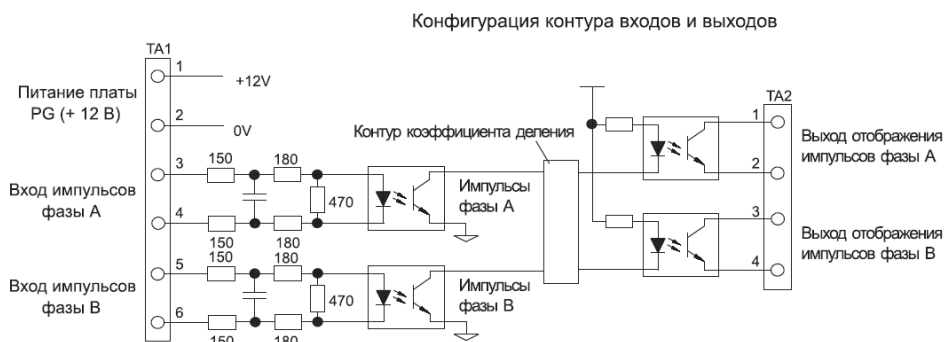 Конфигурация контура входов и выходов
TA1
1
+12V
Питание платы
PG (+ 12 В)
2
0V
3
150
180
Вход импульсов
фазы A
470
4
150
180
Импульсы
фазы A
Контур коэффициента деления
150
180
5
Вход импульсов
фазы B
470
6
150
180
Импульсы
фазы B
TA2
1
Выход отображения
импульсов фазы A
2
3
Выход отображения
импульсов фазы B
4